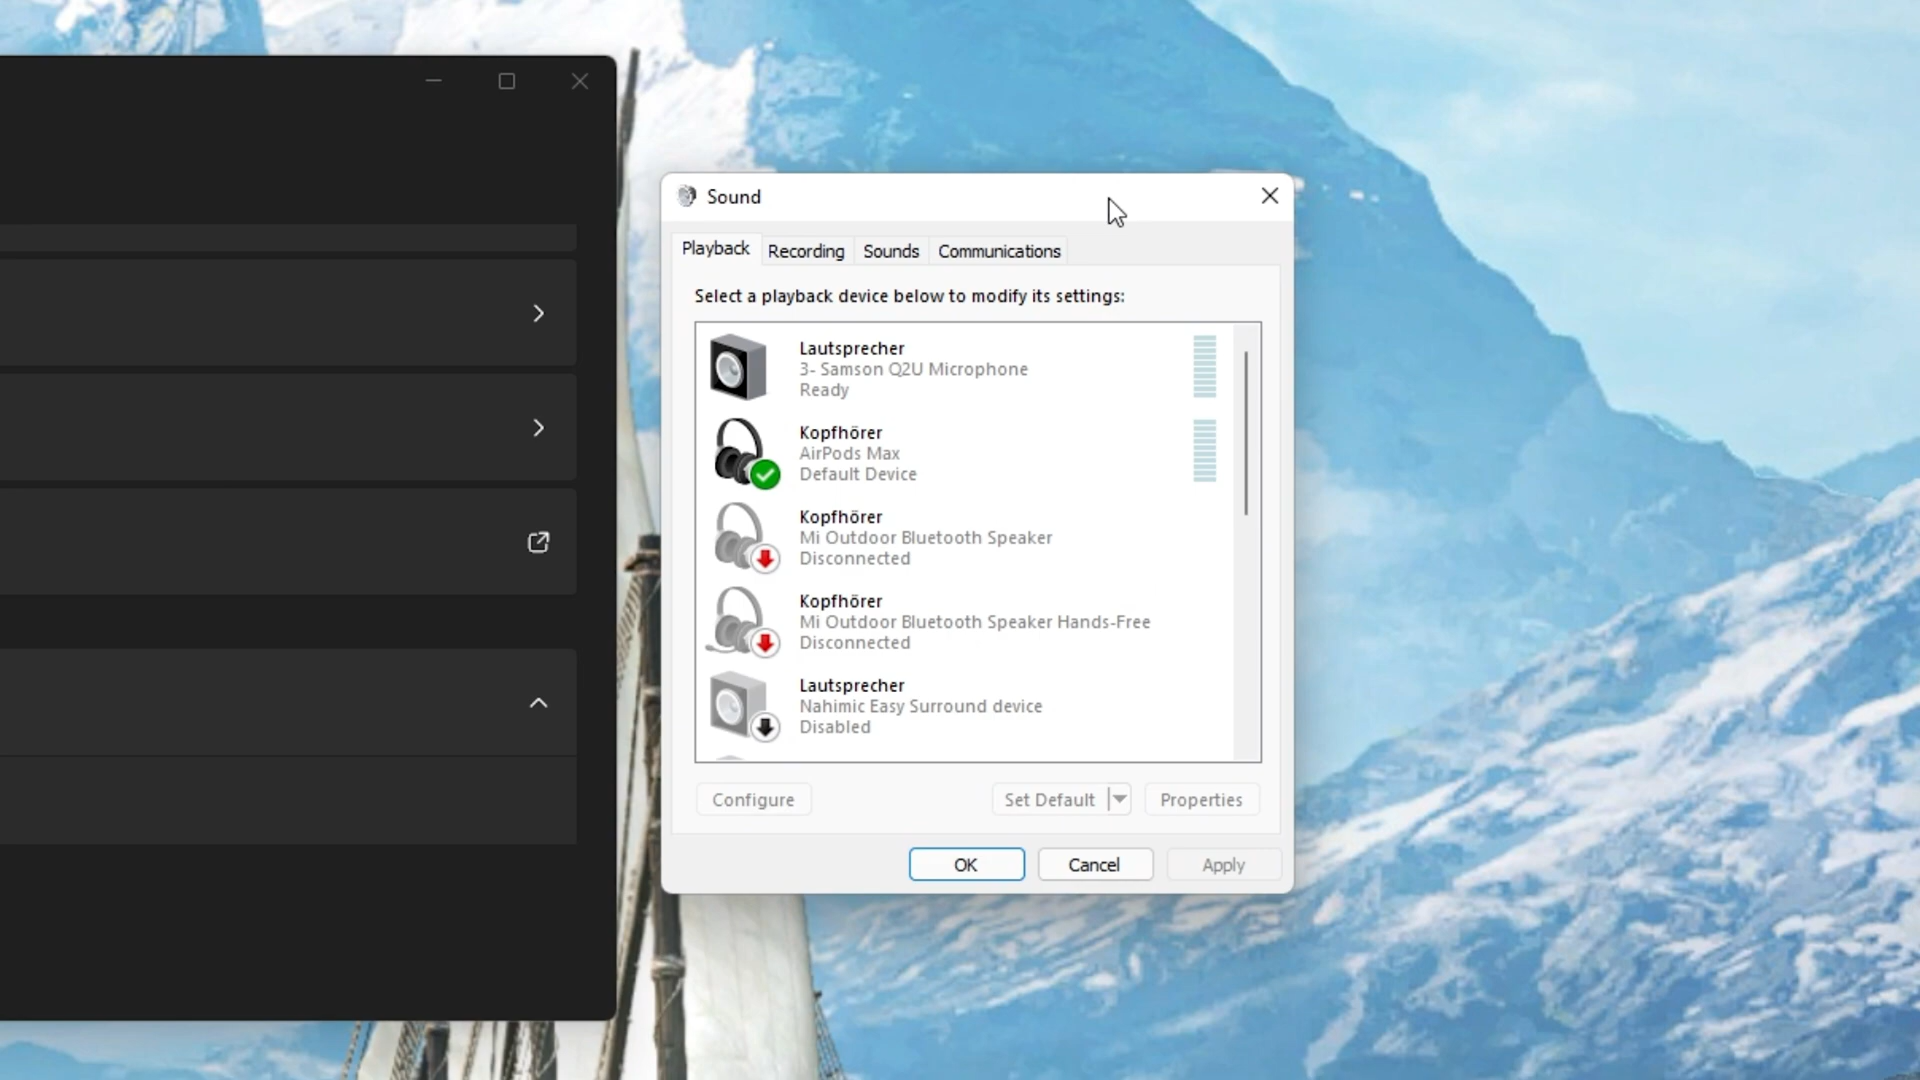 Sound
Playback
Recording
Sounds
Communications
Select a playback device below to modify its settings:
Lautsprecher
3- Samson Q2U Microphone
Ready
Kopfhörer
AirPods Max
Default Device
Kopfhörer
Mi Outdoor Bluetooth Speaker
Disconnected
Kopfhörer
Mi Outdoor Bluetooth Speaker Hands-Free
Disconnected
Lautsprecher
Nahimic Easy Surround device
Disabled
Configure
Set Default
Properties
OK
Cancel
Apply